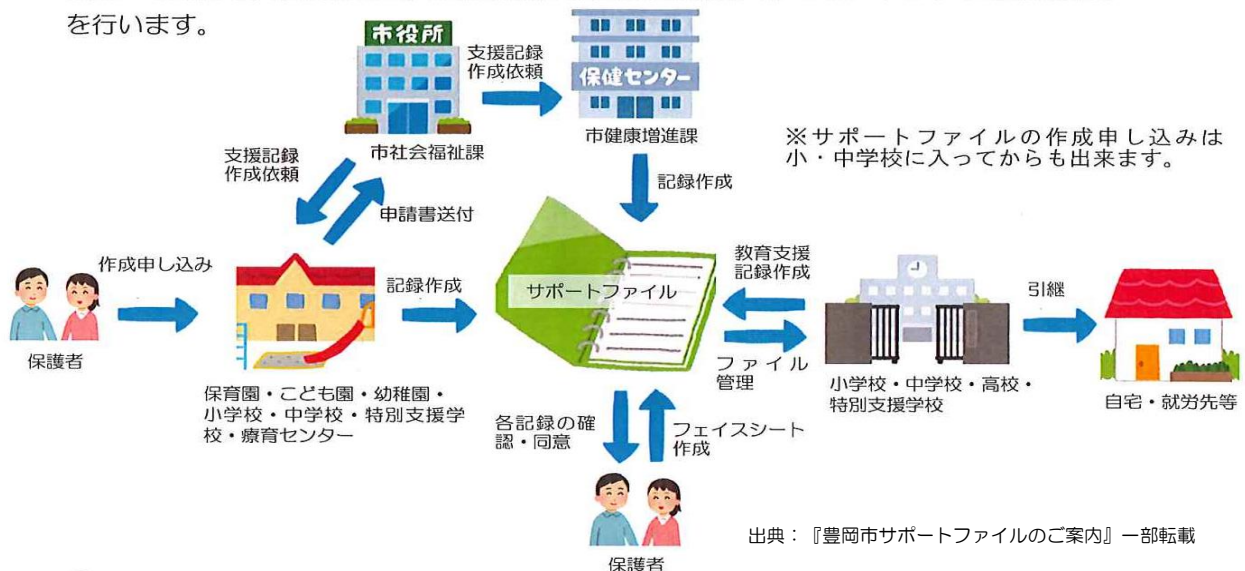 を行います。
市役所
支援記録
作成依頼
保健センター
市社会福祉課
市健康増進課
※サポートファイルの作成申し込みは
小・中学校に入ってからも出来ます。
支援記録
作成依頼
申請書送付
記録作成
作成申し込み
保護者
記録作成
サポートファイル
教育支援
記録作成
ファイル
管理
引継
保育園・こども園・幼稚園・
小学校・中学校・特別支援学
校・療育センター
小学校・中学校・高校・
特別支援学校
自宅・就労先等
各記録の確
認・同意
フェイスシート
作成
保護者
出典：『豊岡市サポートファイルのご案内』一部転載